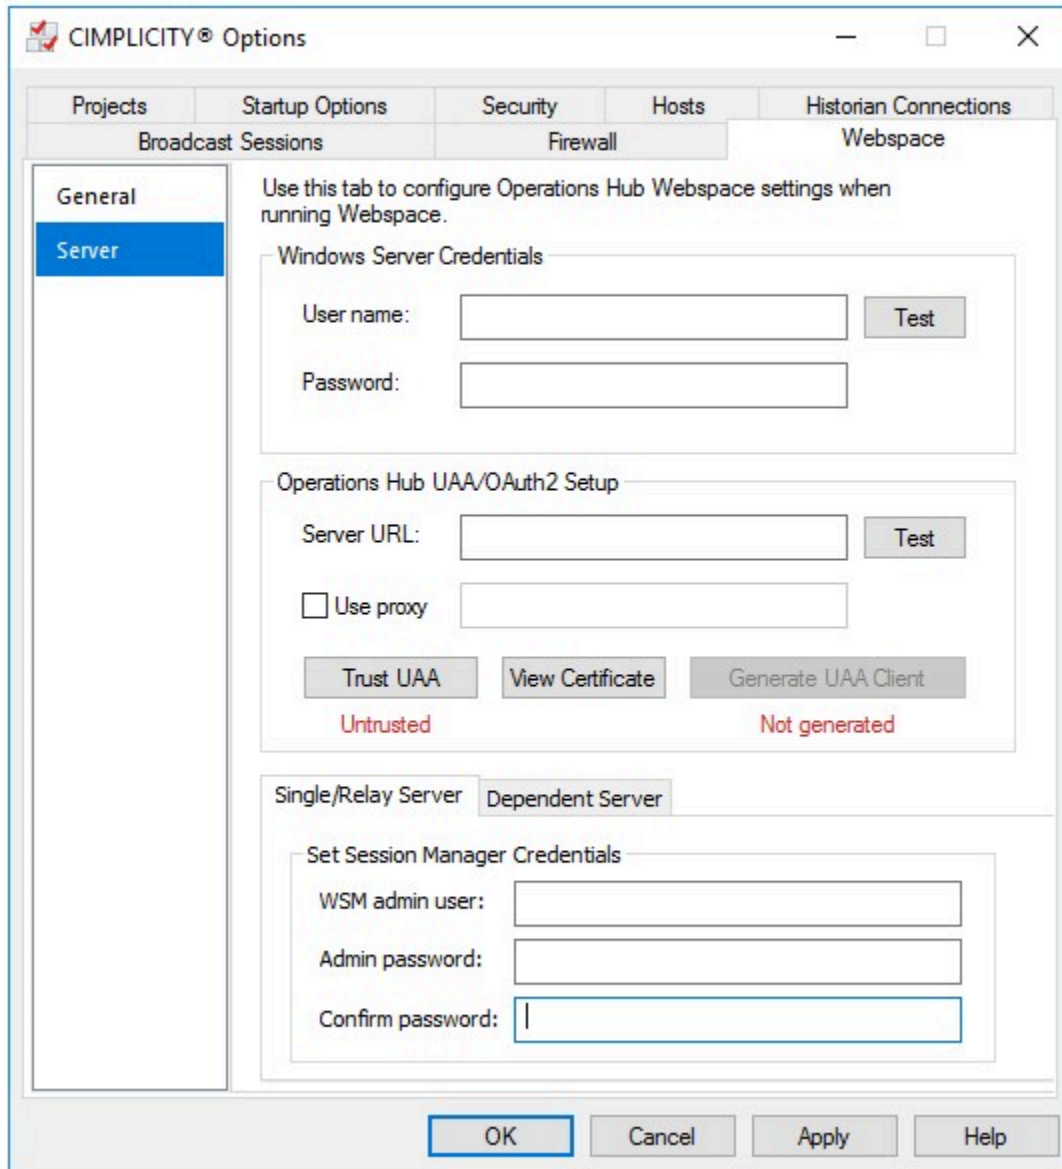 CIMPLICITY® Options
Projects
Startup Options
Security
Hosts
Historian Connections
Broadcast Sessions
Firewall
Webspace
General
Server
Use this tab to configure Operations Hub Webspace settings when
running Webspace.
Windows Server Credentials
User name:
Test
Password:
Operations Hub UAA/OAuth2 Setup
Server URL:
Test
Use proxy
Trust UAA
View Certificate
Generate UAA Client
Untrusted
Not generated
Single/Relay Server
Dependent Server
Set Session Manager Credentials
WSM admin user:
Admin password:
Confirm password:
OK
Cancel
Apply
Help